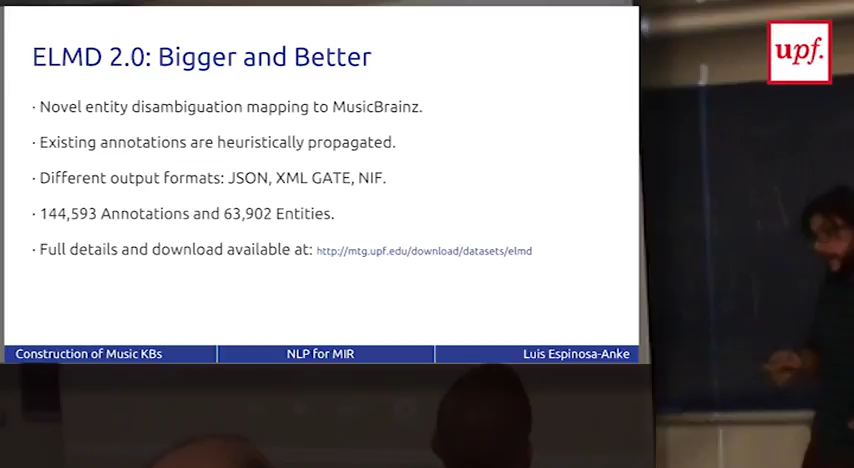 ELMD 2.0: Bigger and Better
· Novel entity disambiguation mapping to MusicBrainz.
· Existing annotations are heuristically propagated.
· Different output formats: JSON, XML GATE, NIF.
· 144,593 Annotations and 63,902 Entities.
· Full details and download available at: http://mtg.upf.edu/download/datasets/elmd
Construction of Music KBs
NLP for MIR
Luis Espinosa-Anke
upf.